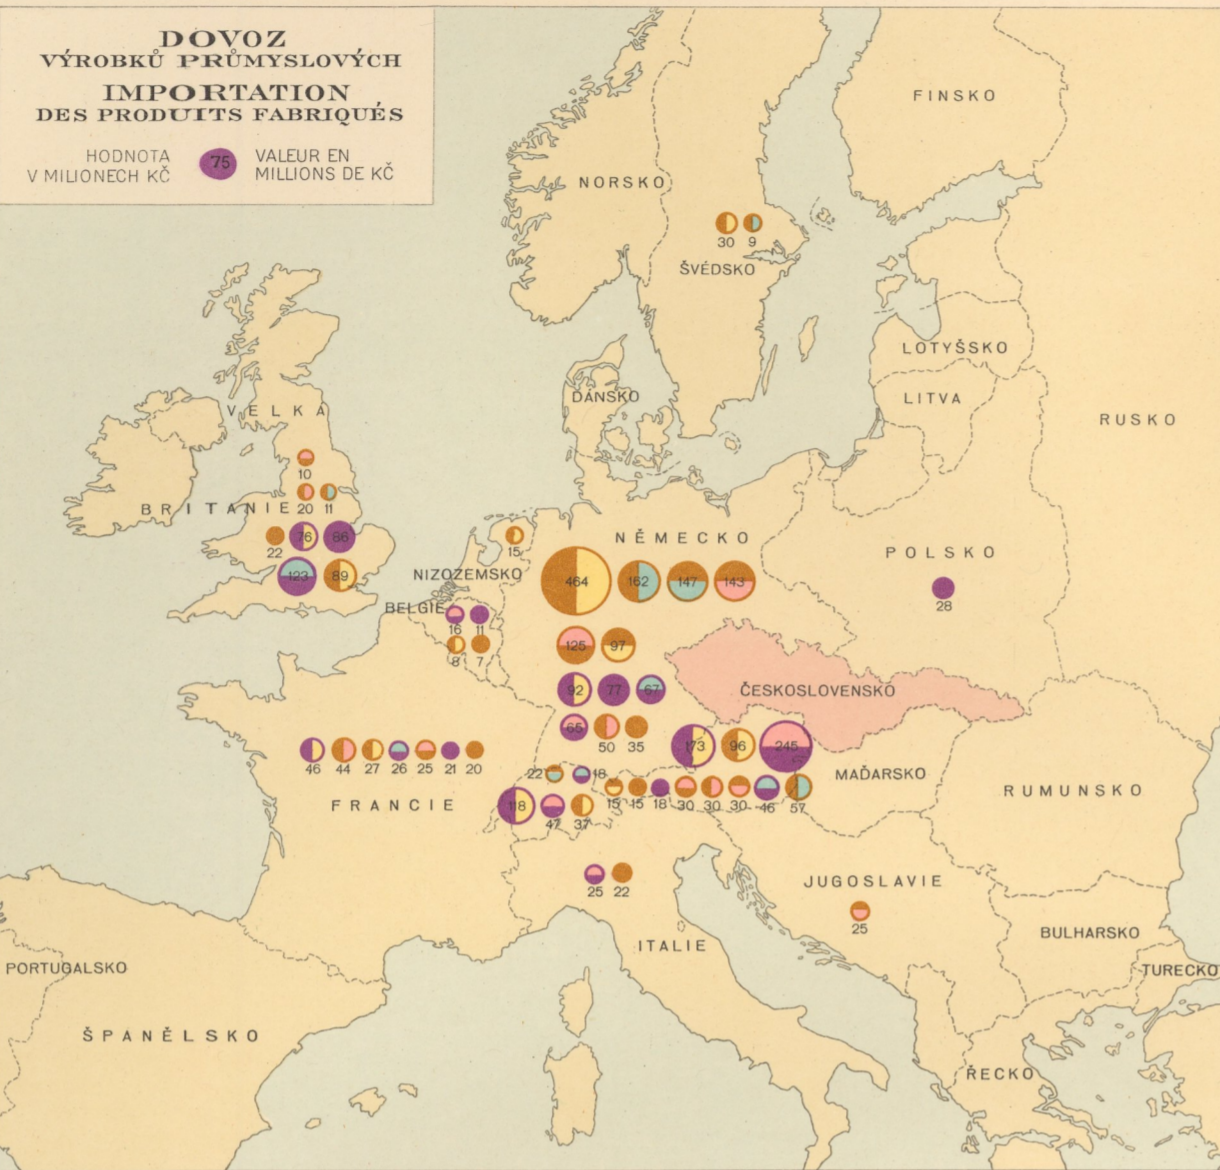 DOVOZ
VÝROBKŮ PRŮMYSLOVÝCH
IMPORTATION
DES PRODUITS FABRIQUÉS
HODNOTA
V MILIONECH KČ
75
VALEUR EN
MILLIONS DE KČ
FINSKO
NORSKO
30 9
ŠVÉDSKO
LOTYŠSKO
DÁNSKO
LITVA
VELKÁ
RUSKO
10
BRITANIE 20 11
22 76 86
123 89
15
NĚMECKO
POLSKO
NIZOZEMSKO
464 162 147 143
28
BELGIE
16 11
8 7
125 97
92 77 67
ČESKOSLOVENSKO
65 50 35
173 96 245
46 44 27 26 25 21 20
22 18
MAĎARSKO
15 15 18 30 30 30 46 57
RUMUNSKO
FRANCIE
118 47 37
25 22
JUGOSLAVIE
25
ITALIE
BULHARSKO
PORTUGALSKO
TURECKO
ŠPANĚLSKO
ŘECKO